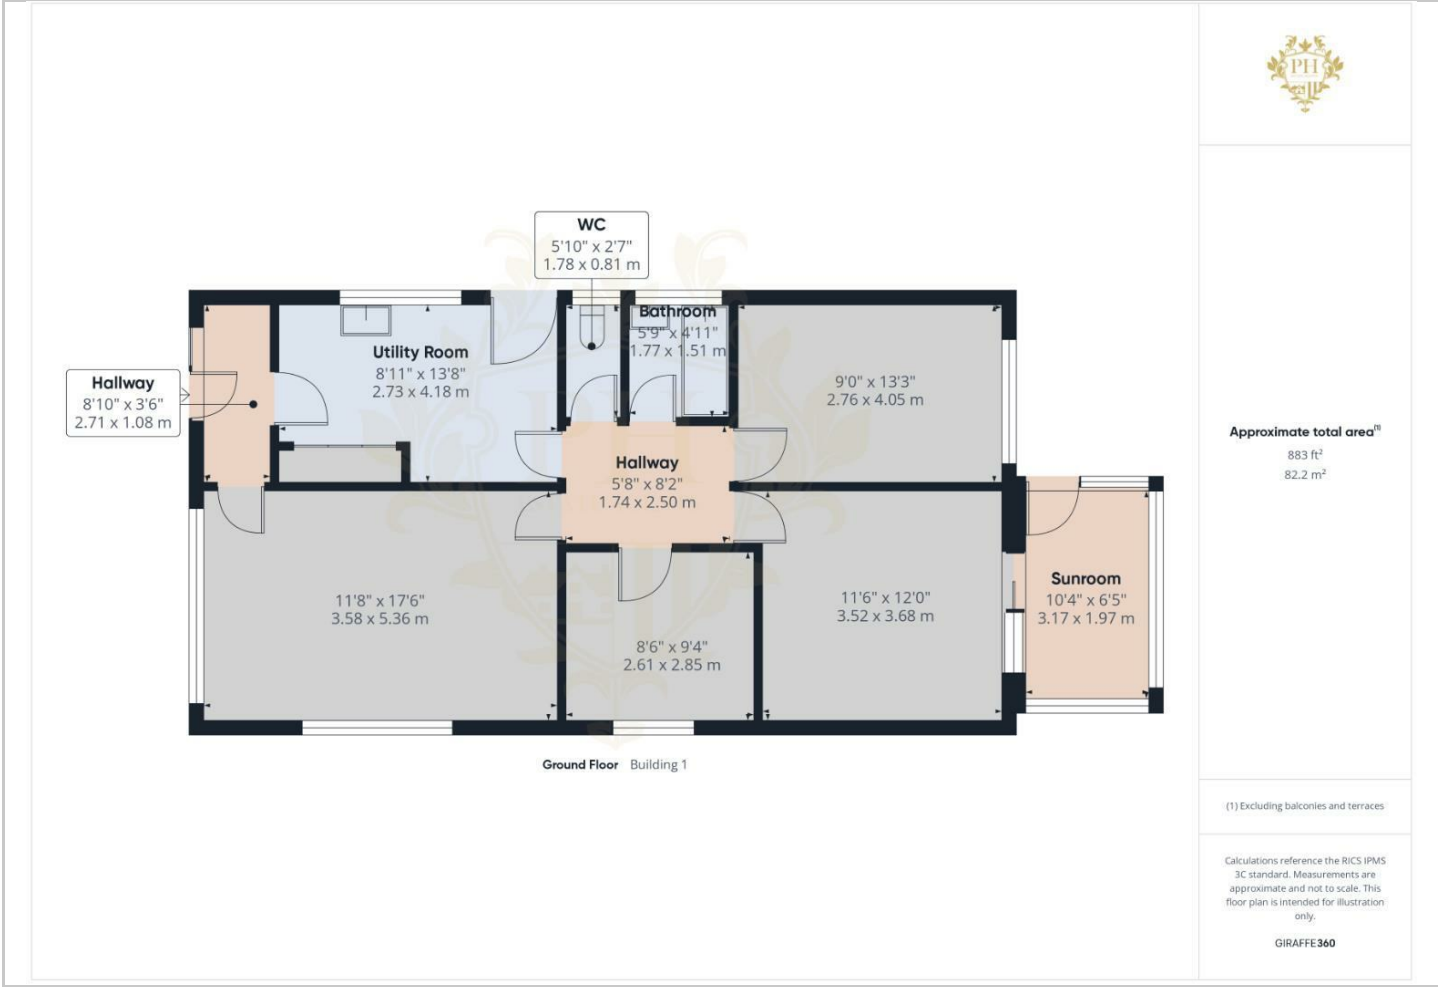 PH
WC
5'10" x 2'7"
1.78 x 0.81 m
Bathroom
5'9" x 4'11"
1.77 x 1.51 m
Utility Room
8'11" x 13'8"
2.73 x 4.18 m
Hallway
8'10" x 3'6"
2.71 x 1.08 m
9'0" x 13'3"
2.76 x 4.05 m
Hallway
5'8" x 8'2"
1.74 x 2.50 m
PH
11'8" x 17'6"
3.58 x 5.36 m
8'6" x 9'4"
2.61 x 2.85 m
11'6" x 12'0"
3.52 x 3.68 m
Sunroom
10'4" x 6'5"
3.17 x 1.97 m
Ground Floor Building 1
Approximate total area(1)
883 ft²
82.2 m²
(1) Excluding balconies and terraces
Calculations reference the RICS IPMS
3C standard. Measurements are
approximate and not to scale. This
floor plan is intended for illustration
only.
GIRAFFE360